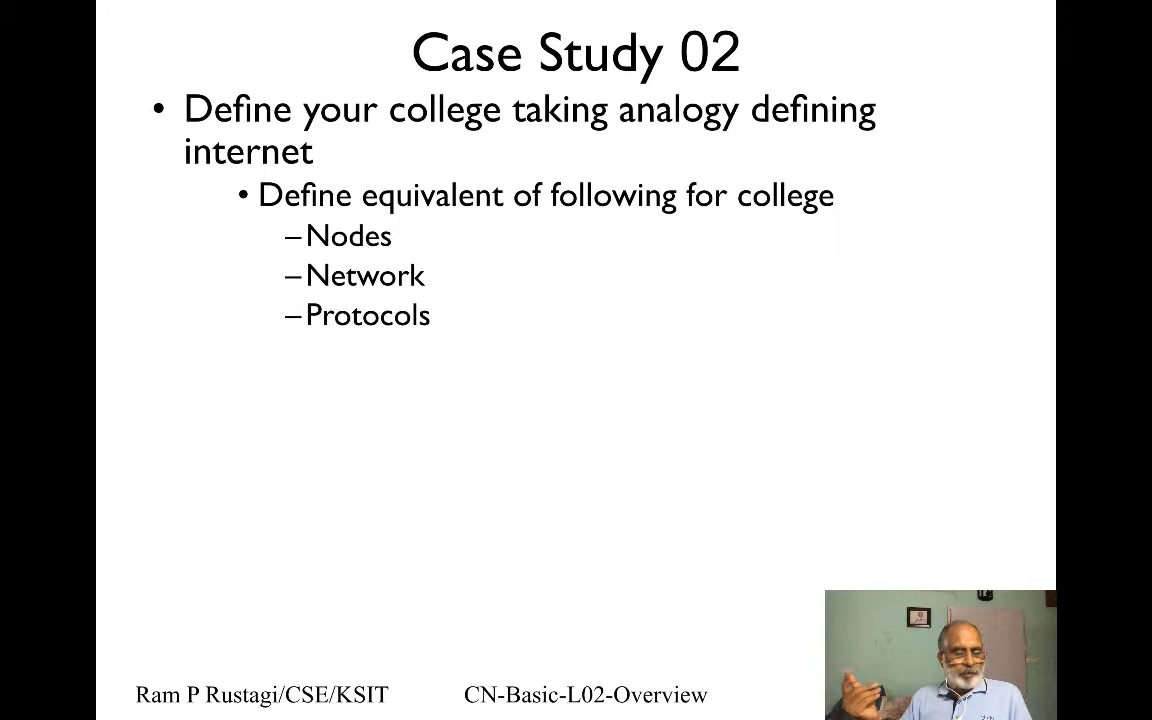 Case Study 02
• Define your college taking analogy defining
internet
• Define equivalent of following for college
–Nodes
–Network
–Protocols
Ram P Rustagi/CSE/KSIT
CN-Basic-L02-Overview